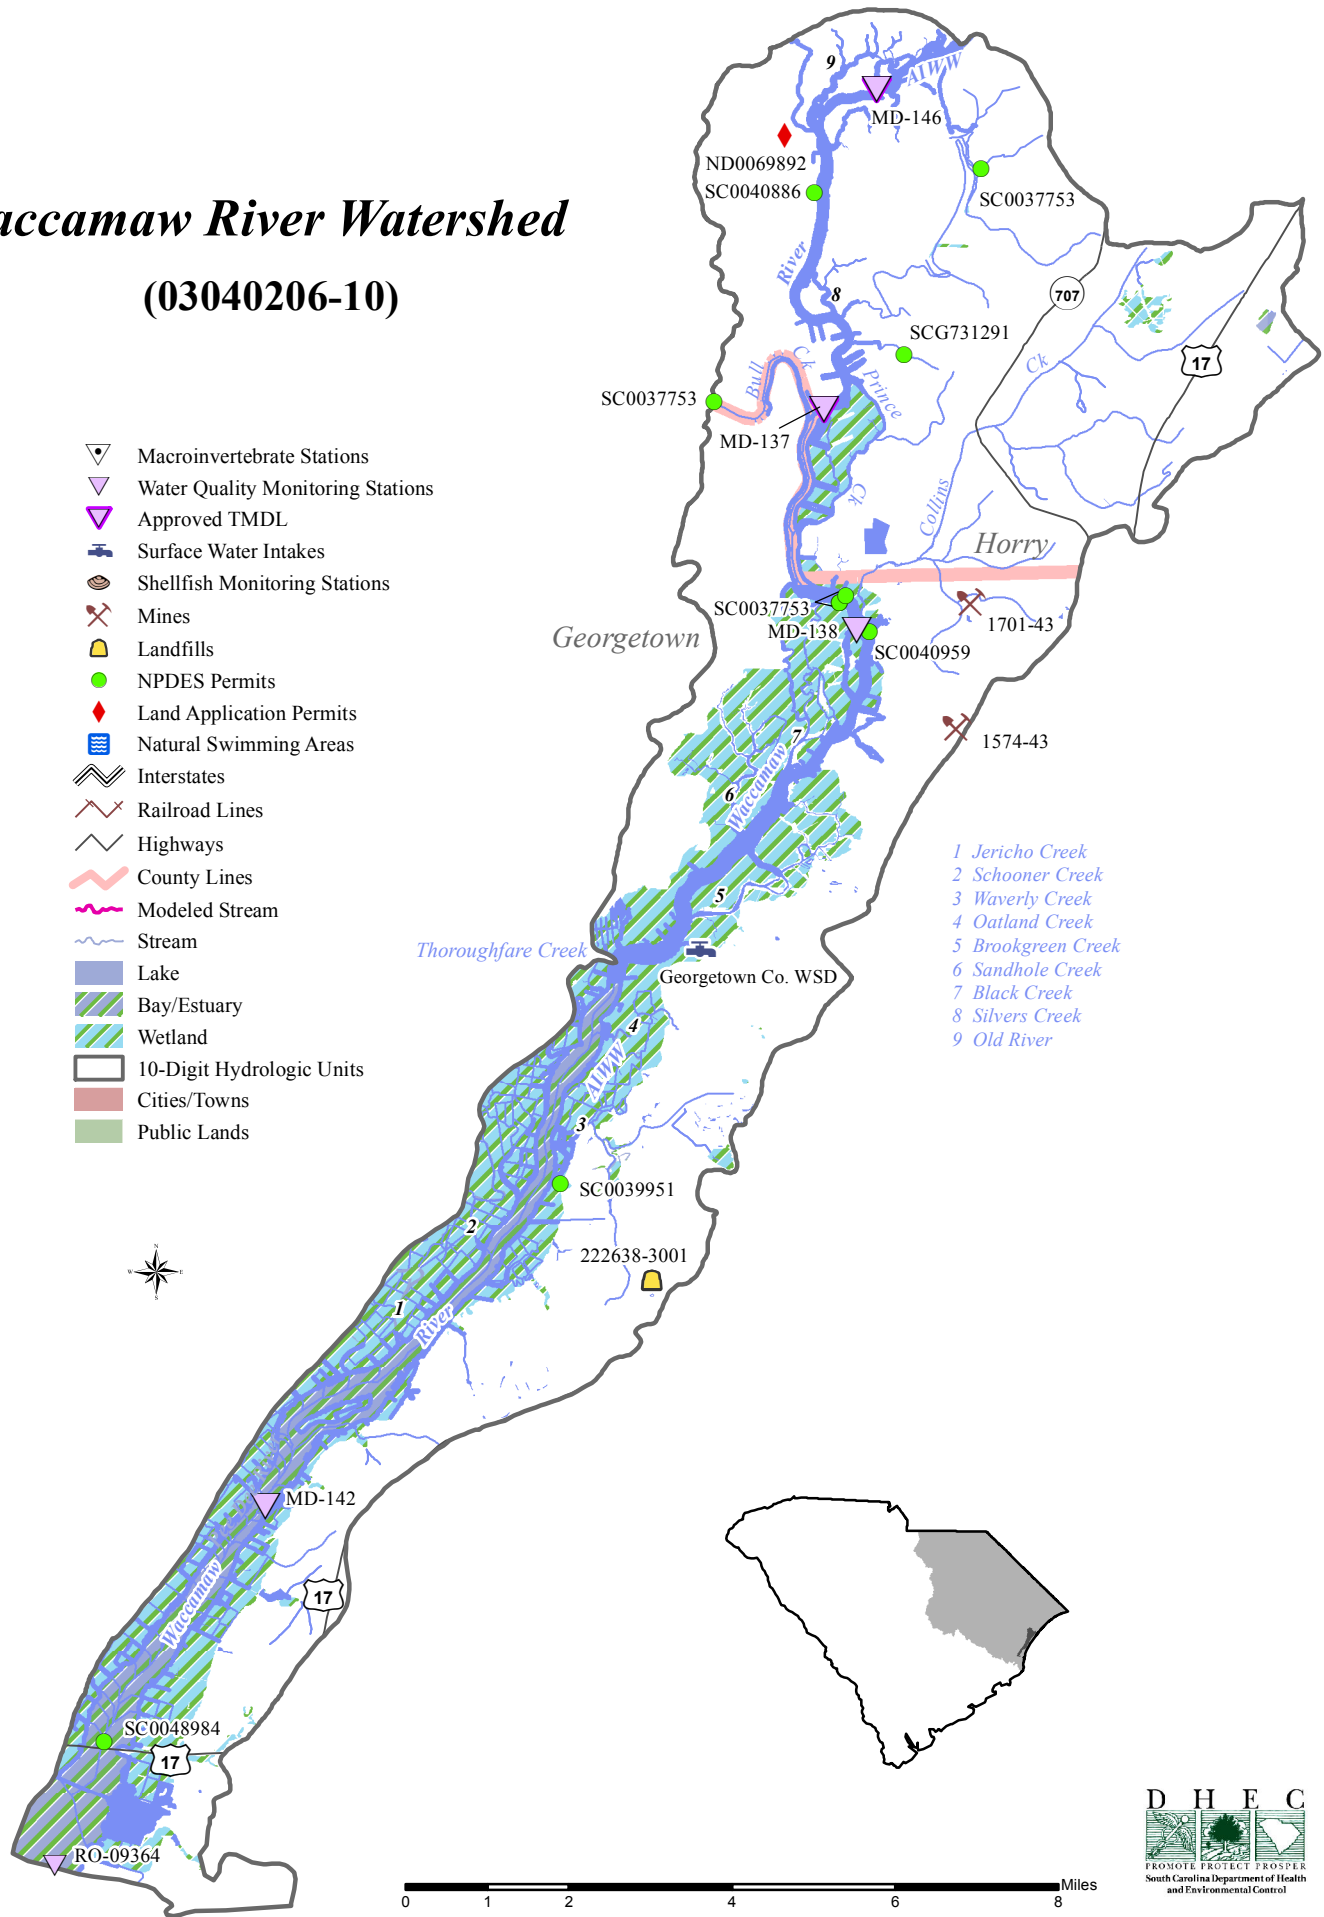 accamaw River Watershed
(03040206-10)
Macroinvertebrate Stations
Water Quality Monitoring Stations
Approved TMDL
Surface Water Intakes
Shellfish Monitoring Stations
Mines
Landfills
NPDES Permits
Land Application Permits
Natural Swimming Areas
Interstates
Railroad Lines
Highways
County Lines
Modeled Stream
Stream
Lake
Bay/Estuary
Wetland
10-Digit Hydrologic Units
Cities/Towns
Public Lands
N
W E
S
9
AIWW
MD-146
ND0069892
SC0040886
SC0037753
River
8
707
SCG731291
17
Ck
Bull
Ck
Prince
SC0037753
MD-137
Ck
Collins
Horry
SC0037753
MD-138
1701-43
Georgetown
SC0040959
7
1574-43
6
Waccamaw
1 Jericho Creek
2 Schooner Creek
3 Waverly Creek
4 Oatland Creek
5 Brookgreen Creek
6 Sandhole Creek
7 Black Creek
8 Silvers Creek
9 Old River
5
Thoroughfare Creek
Georgetown Co. WSD
4
AIWW
3
SC0039951
2
222638-3001
1
River
MD-142
17
Waccamaw
SC0048984
17
RO-09364
0 1 2 4 6 8
Miles
D H E C
PROMOTE PROTECT PROSPER
South Carolina Department of Health
and Environmental Control